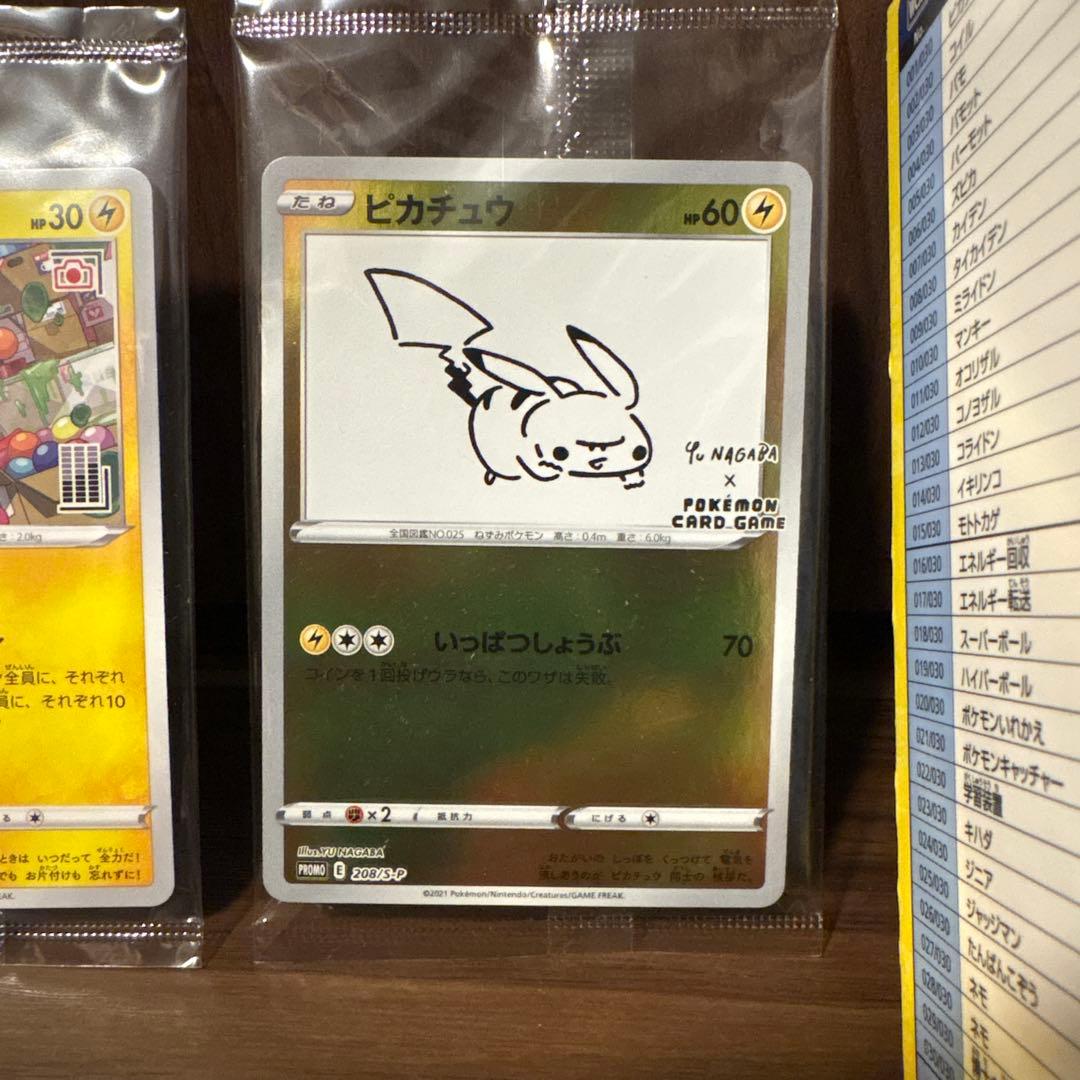 HP30
さ：2.0kg
全員に、それぞれ
員に、それぞれ10
る
ときは いつだって 全力だ！
でも お片付けも 忘れずに！
AK.
たね
ピカチュウ
HP60
YU NAGABA
×
POKÉMON
CARD GAME
全国図鑑NO.025 ねずみポケモン 高さ：0.4m 重さ：6.0kg
いっぱつしょうぶ 70
コインを1回投げウラなら、このワザは失敗。
弱点 ×2 抵抗力 にげる
illus.YU NAGABA
PROMO E 208/S-P
おたがいの しっぽを くっつけて 電気を
流しあうのが ピカチュウ 同士の 挨拶だ。
©2021 Pokémon/Nintendo/Creatures/GAME FREAK.
No.
001/030
002/030 コイル
003/030 パモ
004/030 パモット
005/030 パーモット
006/030 ズピカ
007/030 カイデン
008/030 タイカイデン
009/030 ミライドン
010/030 マンキー
011/030 オコリザル
012/030 コノヨザル
013/030 コライドン
014/030 イキリンコ
015/030 モトトカゲ
016/030 エネルギー回収
017/030 エネルギー転送
018/030 スーパーボール
019/030 ハイパーボール
020/030 ポケモンいれかえ
021/030 ポケモンキャッチャー
022/030 学習装置
023/030 キハダ
024/030 ジニア
025/030 ジャッジマン
026/030 たんぱんこぞう
027/030 ネモ
028/030 ネモ
029/030
030/030